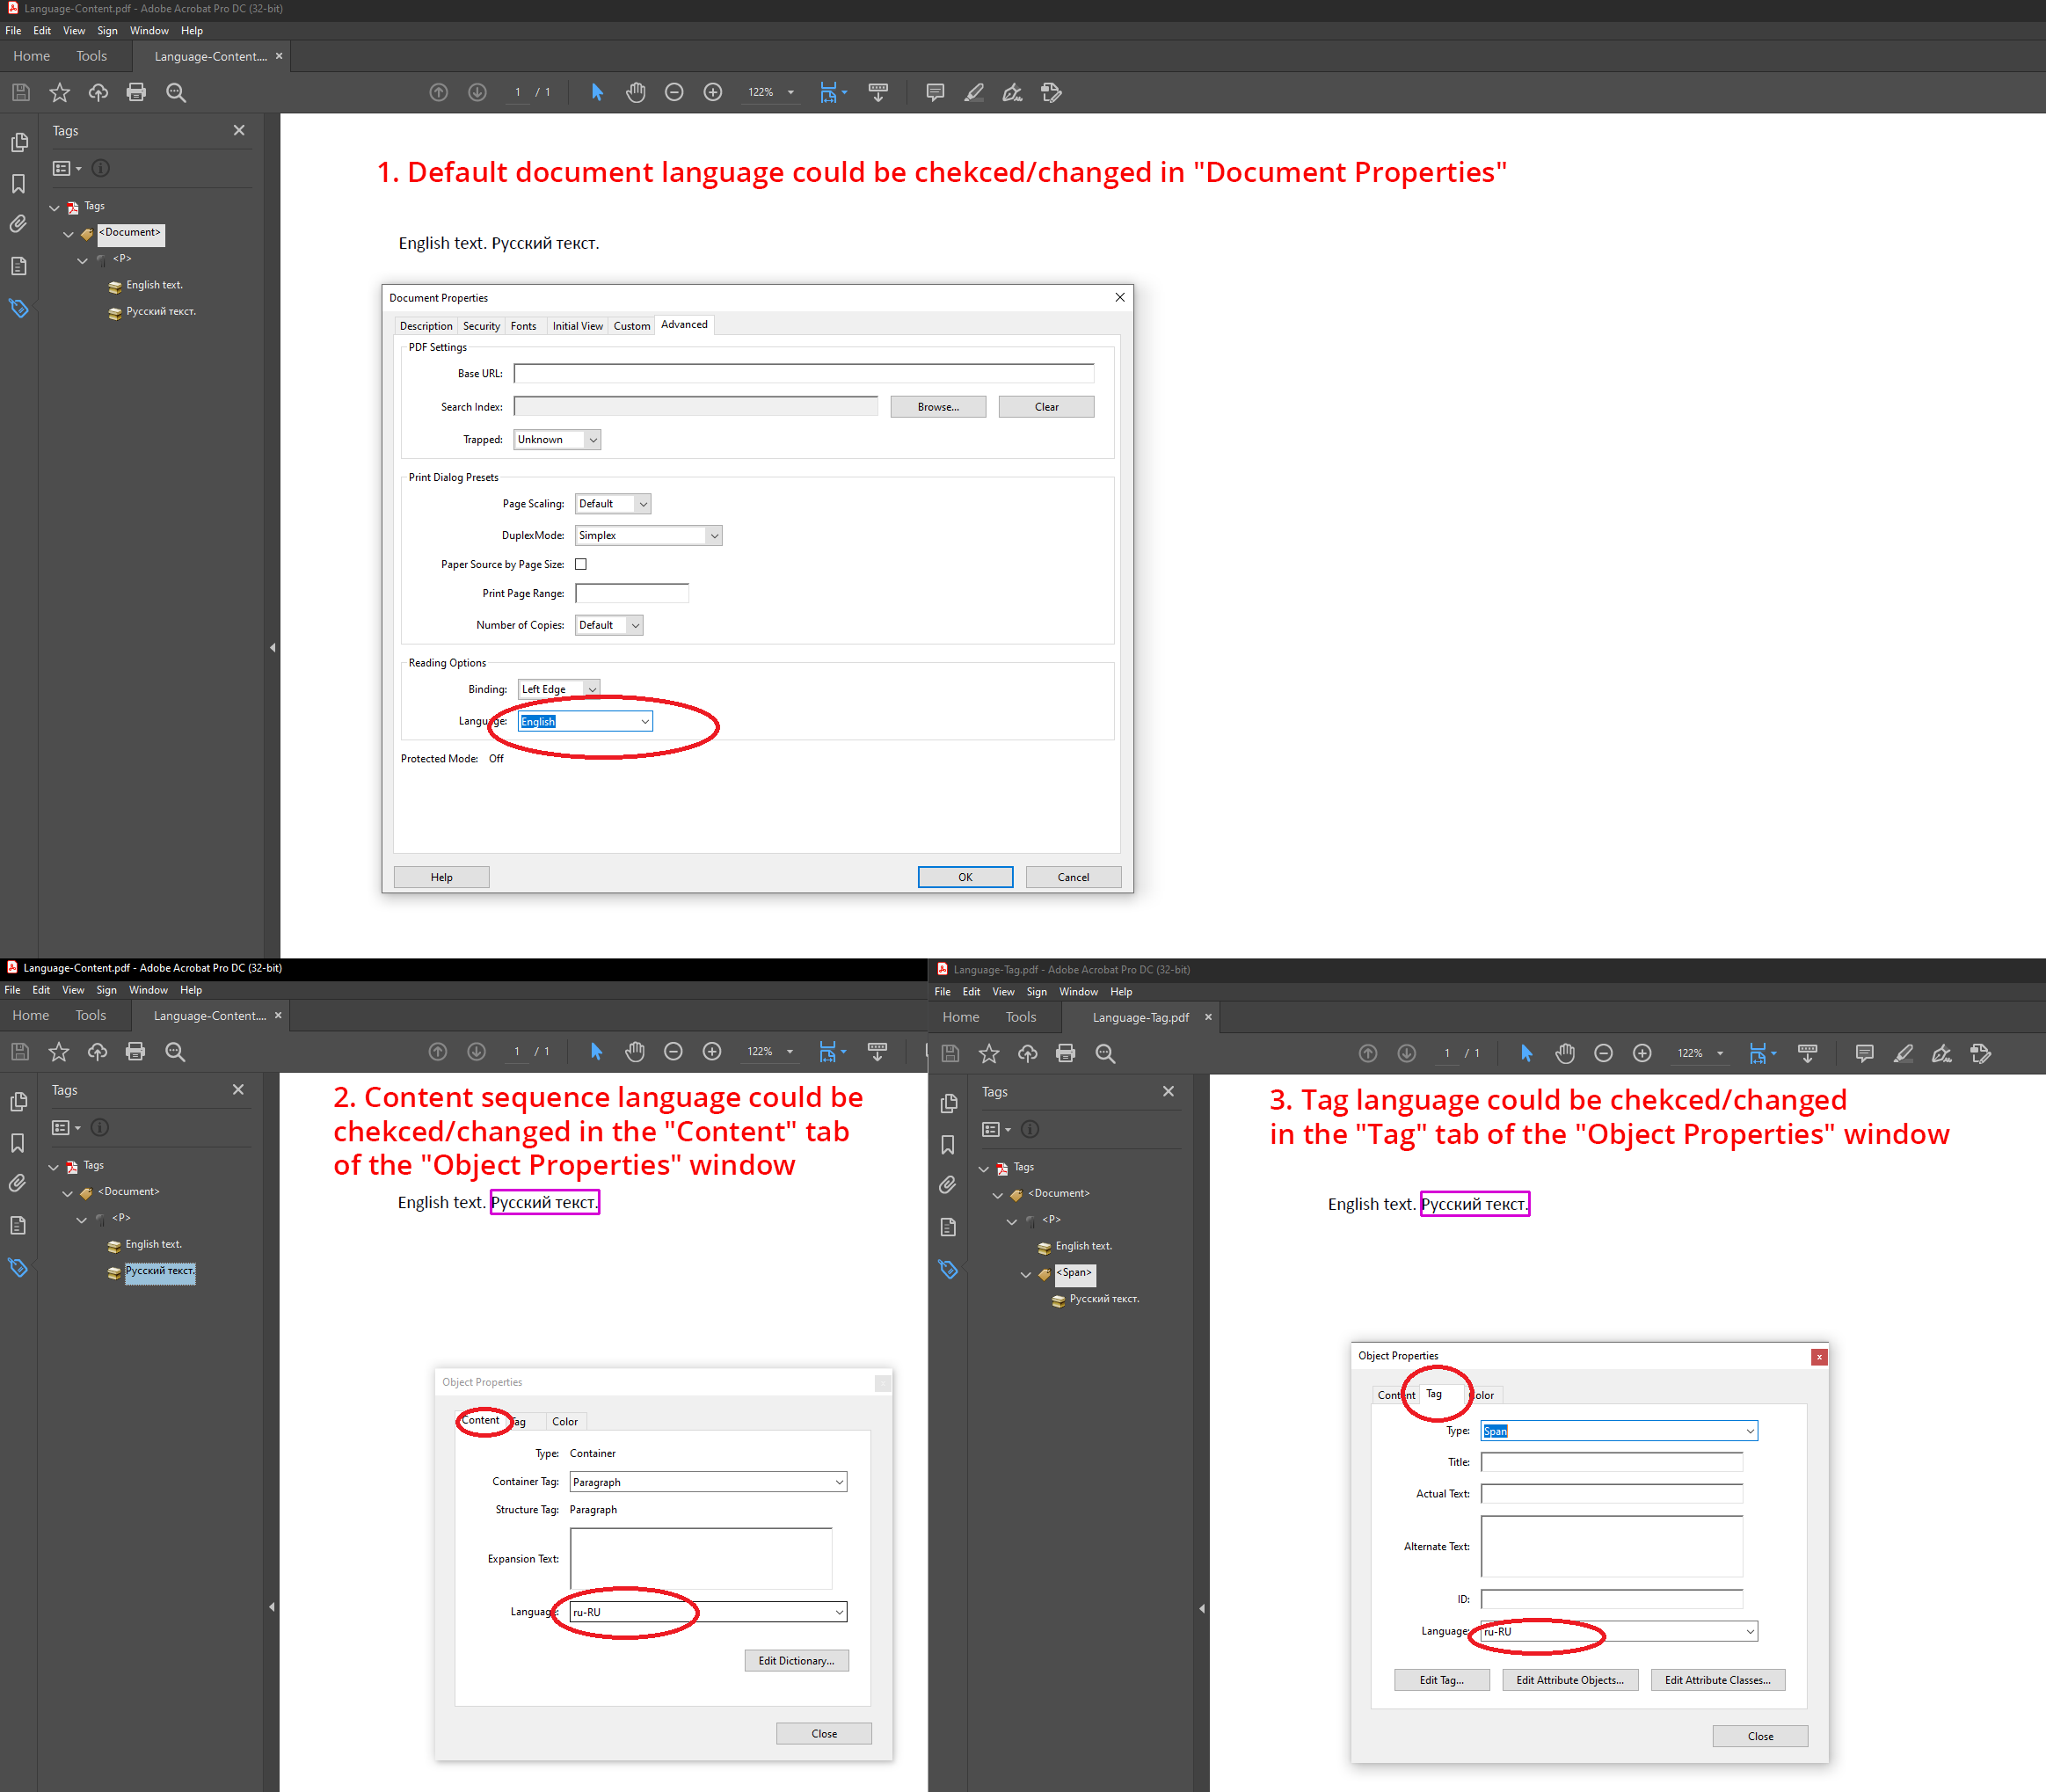 Language-Content.pdf - Adobe Acrobat Pro DC (32-bit)
File Edit View Sign Window Help
Home Tools Language-Content.... ×
1 / 1 122%
Tags
1. Default document language could be chekced/changed in "Document Properties"
Tags
<Document>
<P>
English text.
Русский текст.
English text. Русский текст.
Document Properties
Description Security Fonts Initial View Custom Advanced
PDF Settings
Base URL:
Search Index: Browse... Clear
Trapped: Unknown
Print Dialog Presets
Page Scaling: Default
DuplexMode: Simplex
Paper Source by Page Size:
Print Page Range:
Number of Copies: Default
Reading Options
Binding: Left Edge
Language: English
Protected Mode: Off
Help OK Cancel
Language-Content.pdf - Adobe Acrobat Pro DC (32-bit)
File Edit View Sign Window Help
Home Tools Language-Content.... ×
1 / 1 122%
Tags
2. Content sequence language could be
chekced/changed in the "Content" tab
of the "Object Properties" window
Tags
<Document>
<P>
English text.
Русский текст.
English text. Русский текст.
Object Properties
Content Tag Color
Type: Container
Container Tag: Paragraph
Structure Tag: Paragraph
Expansion Text:
Language: ru-RU
Edit Dictionary...
Close
Language-Tag.pdf - Adobe Acrobat Pro DC (32-bit)
File Edit View Sign Window Help
Home Tools Language-Tag.pdf ×
1 / 1 122%
Tags
3. Tag language could be chekced/changed
in the "Tag" tab of the "Object Properties" window
Tags
<Document>
<P>
English text.
<Span>
Русский текст.
English text. Русский текст.
Object Properties
Content Tag Color
Type: Span
Title:
Actual Text:
Alternate Text:
ID:
Language: ru-RU
Edit Tag... Edit Attribute Objects... Edit Attribute Classes...
Close